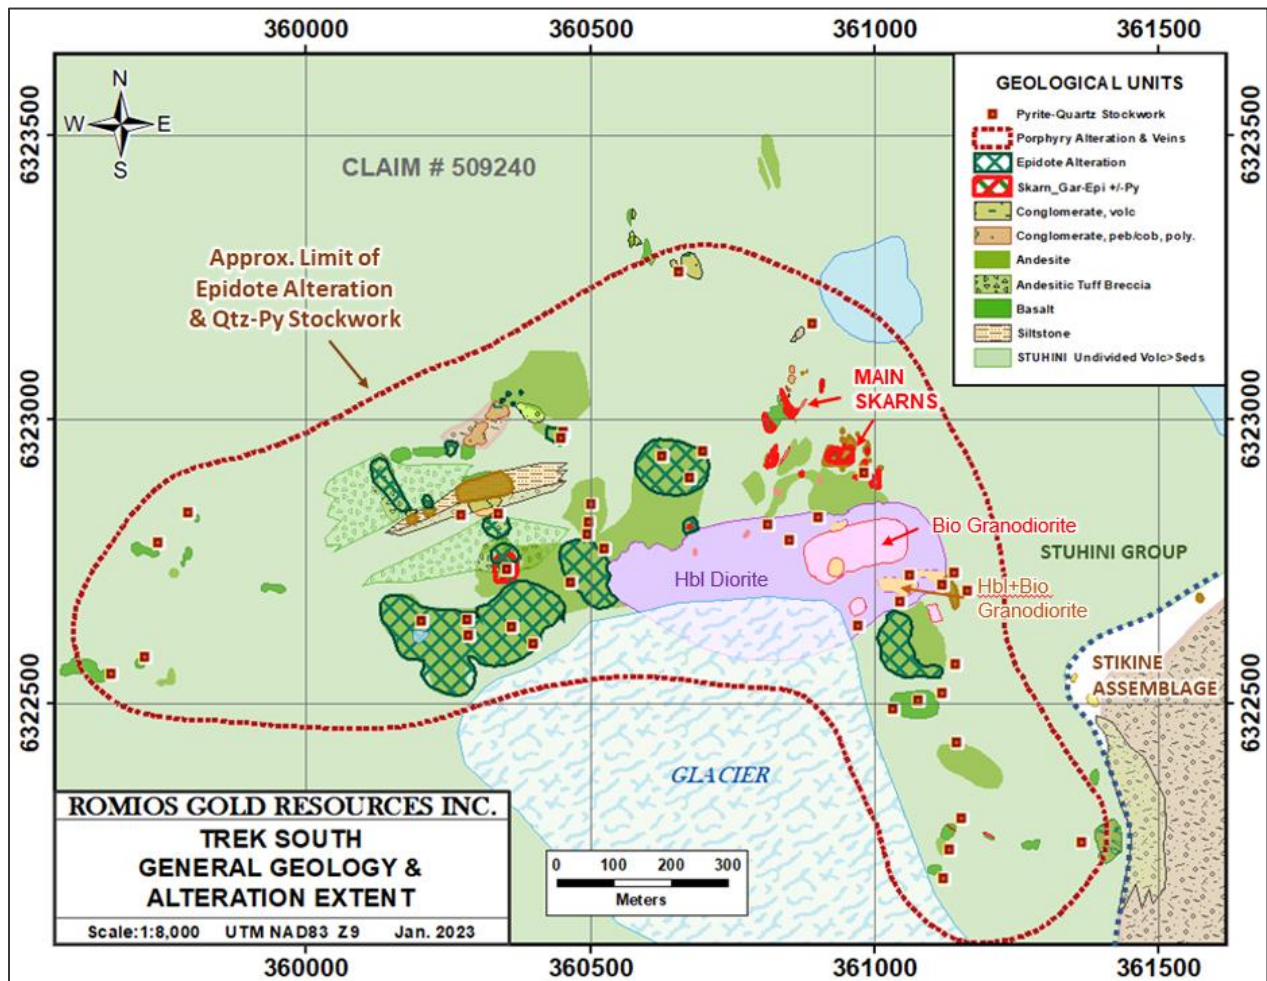 360000 360500 361000 361500
GEOLOGICAL UNITS
Pyrite-Quartz Stockwork
Porphyry Alteration & Veins
Epidote Alteration
Skarn_Gar-Epi +/-Py
Conglomerate, volc
Conglomerate, peb/cob, poly.
Andesite
Andesitic Tuff Breccia
Basalt
Siltstone
STUHINI Undivided Volc>Seds
N
W E
S
6323500
6323500
CLAIM # 509240
Approx. Limit of
Epidote Alteration
& Qtz-Py Stockwork
6323000
6323000
MAIN
SKARNS
Bio Granodiorite
STUHINI GROUP
Hbl Diorite
Hbl+Bio
Granodiorite
STIKINE
ASSEMBLAGE
6322500
6322500
GLACIER
ROMIOS GOLD RESOURCES INC.
TREK SOUTH
GENERAL GEOLOGY &
ALTERATION EXTENT
Scale:1:8,000 UTM NAD83 Z9 Jan. 2023
0 100 200 300
Meters
360000 360500 361000 361500